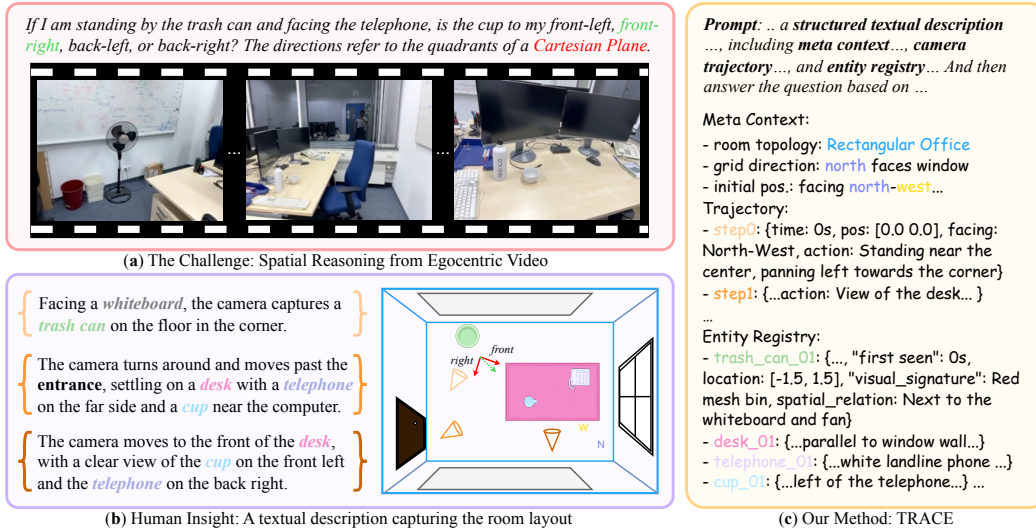 If I am standing by the trash can and facing the telephone, is the cup to my front-left, front-
right, back-left, or back-right? The directions refer to the quadrants of a Cartesian Plane.
...
...
(a) The Challenge: Spatial Reasoning from Egocentric Video
Facing a whiteboard, the camera captures a
trash can on the floor in the corner.
The camera turns around and moves past the
entrance, settling on a desk with a telephone
on the far side and a cup near the computer.
The camera moves to the front of the desk,
with a clear view of the cup on the front left
and the telephone on the back right.
right
front
W
N
(b) Human Insight: A textual description capturing the room layout
Prompt: .. a structured textual description
…, including meta context…, camera
trajectory…, and entity registry… And then
answer the question based on …
Meta Context:
- room topology: Rectangular Office
- grid direction: north faces window
- initial pos.: facing north-west…
Trajectory:
- step0: {time: 0s, pos: [0.0 0.0], facing:
North-West, action: Standing near the
center, panning left towards the corner}
- step1: {...action: View of the desk... }
…
Entity Registry:
- trash_can_01: {..., "first seen": 0s,
location: [-1.5, 1.5], "visual_signature": Red
mesh bin, spatial_relation: Next to the
whiteboard and fan}
- desk_01: {...parallel to window wall...}
- telephone_01: {...white landline phone ...}
- cup_01: {...left of the telephone...} ...
(c) Our Method: TRACE